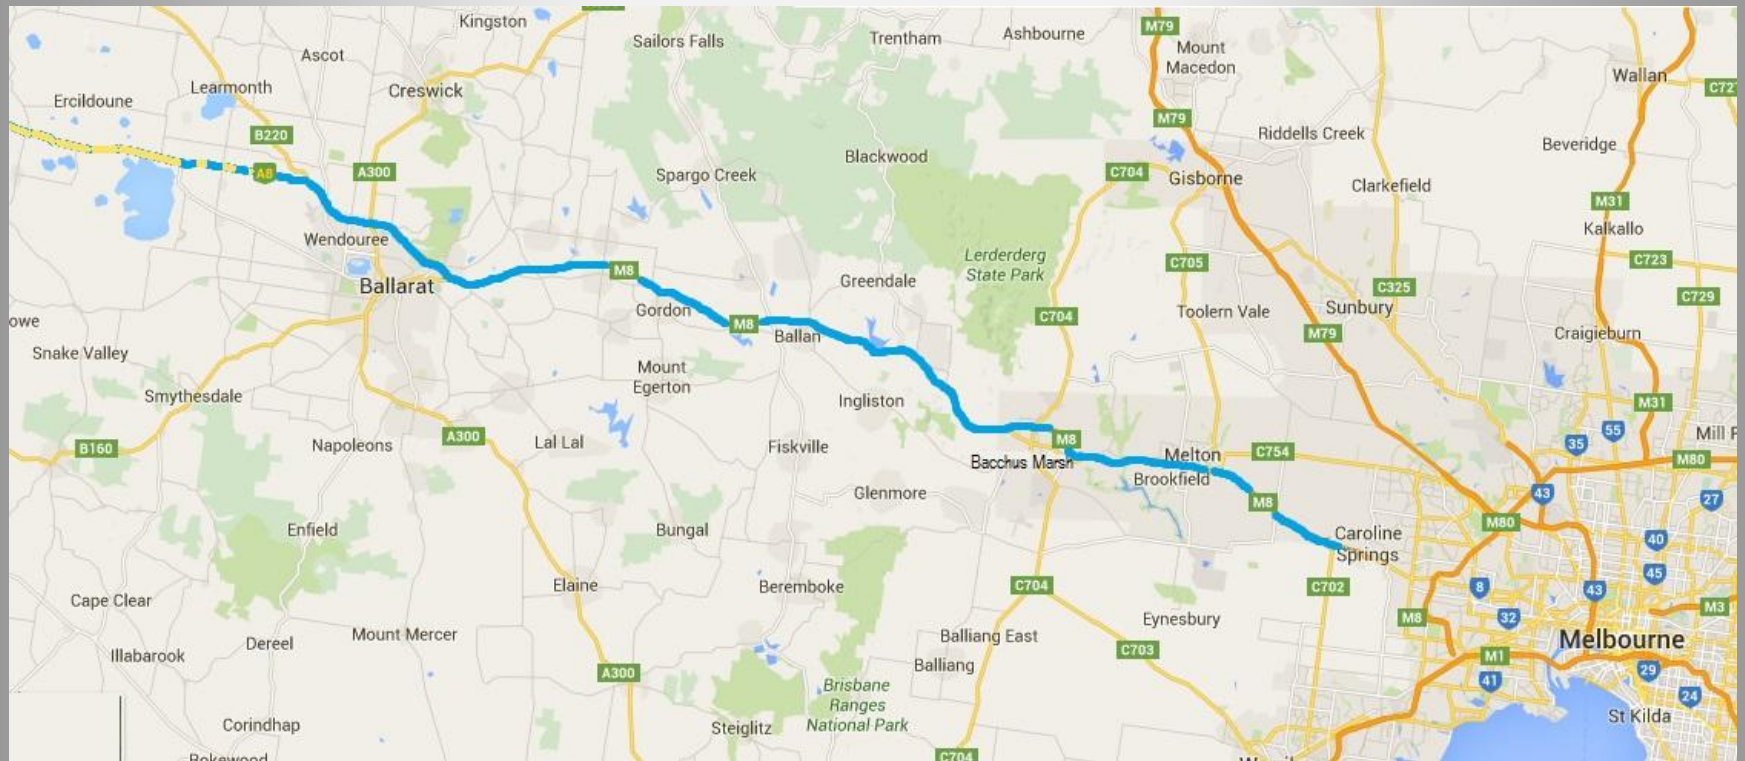 Kingston
Sailors Falls
Trentham
Ashbourne
M79
Mount
Macedon
Wallan
Ascot
Learmonth
Creswick
Ercildoune
M79
Riddells Creek
B220
Beveridge
Blackwood
A8
A300
Spargo Creek
C704
Gisborne
Clarkefield
M31
Kalkallo
Wendouree
Lerderderg
State Park
C705
C723
M8
Ballarat
Greendale
C325
C729
Gordon
Toolern Vale
Sunbury
M8
C704
Ballan
M79
Craigieburn
owe
Snake Valley
Mount
Egerton
Smythesdale
Ingliston
M31
B160
Napoleons
A300
Lal Lal
Fiskville
M8
Bacchus Marsh
Melton
C754
35
55
M80
Brookfield
Glenmore
M8
43
27
Enfield
Bungal
M80
Caroline
Springs
40
45
Elaine
Beremboke
C704
C702
8
43
Cape Clear
M8
32
M3
Mount Mercer
Dereel
Illabarook
Balliang East
Eynesbury
Melbourne
C703
M1
Balliang
A300
29
41
24
Brisbane
Ranges
National Park
Corindhap
Steiglitz
St Kilda
C704